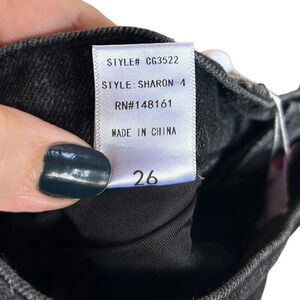 STYLE# CG3522
STYLE: SHARON-4
RN#148161
MADE IN CHINA
26